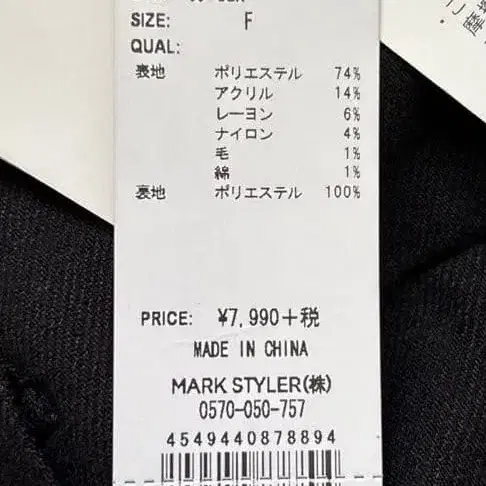 SIZE: F
QUAL:
表地 ポリエステル 74%
アクリル 14%
レーヨン 6%
ナイロン 4%
毛 1%
綿 1%
裏地 ポリエステル 100%
PRICE: ¥7,990+税
MADE IN CHINA
MARK STYLER(株)
0570-050-757
4549440878894